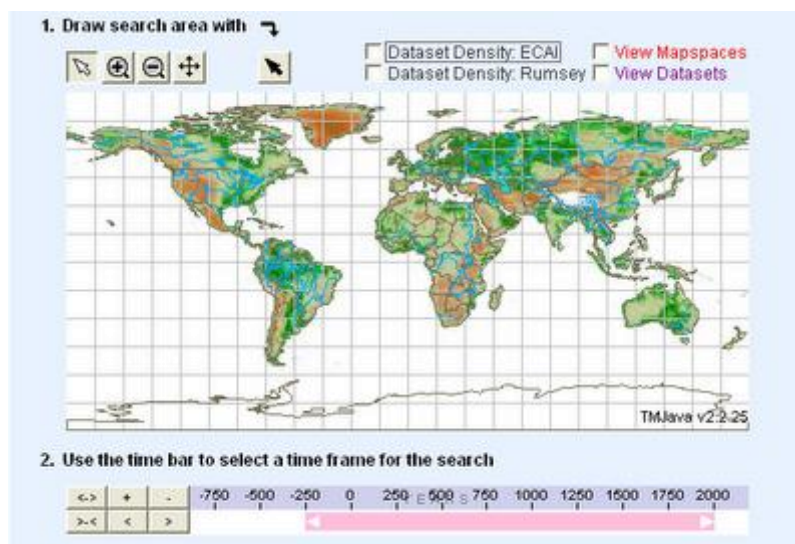 1. Draw search area with
Dataset Density: ECAI View Mapspaces
Dataset Density: Rumsey View Datasets
TMJava v2.2.25
2. Use the time bar to select a time frame for the search
<-> + - -750 -500 -250 0 250 500 750 1000 1250 1500 1750 2000
>-< < >